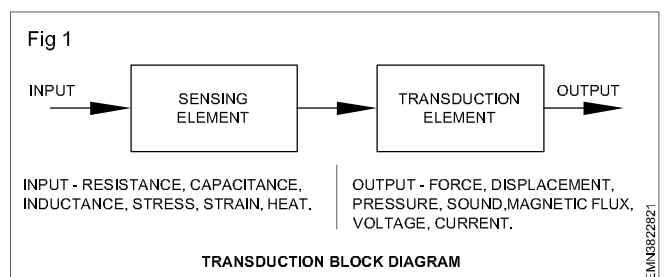 Fig 1
INPUT
SENSING
ELEMENT
TRANSDUCTION
ELEMENT
OUTPUT
INPUT - RESISTANCE, CAPACITANCE,
INDUCTANCE, STRESS, STRAIN, HEAT.
OUTPUT - FORCE, DISPLACEMENT,
PRESSURE, SOUND,MAGNETIC FLUX,
VOLTAGE, CURRENT.
TRANSDUCTION BLOCK DIAGRAM
EMN3822821